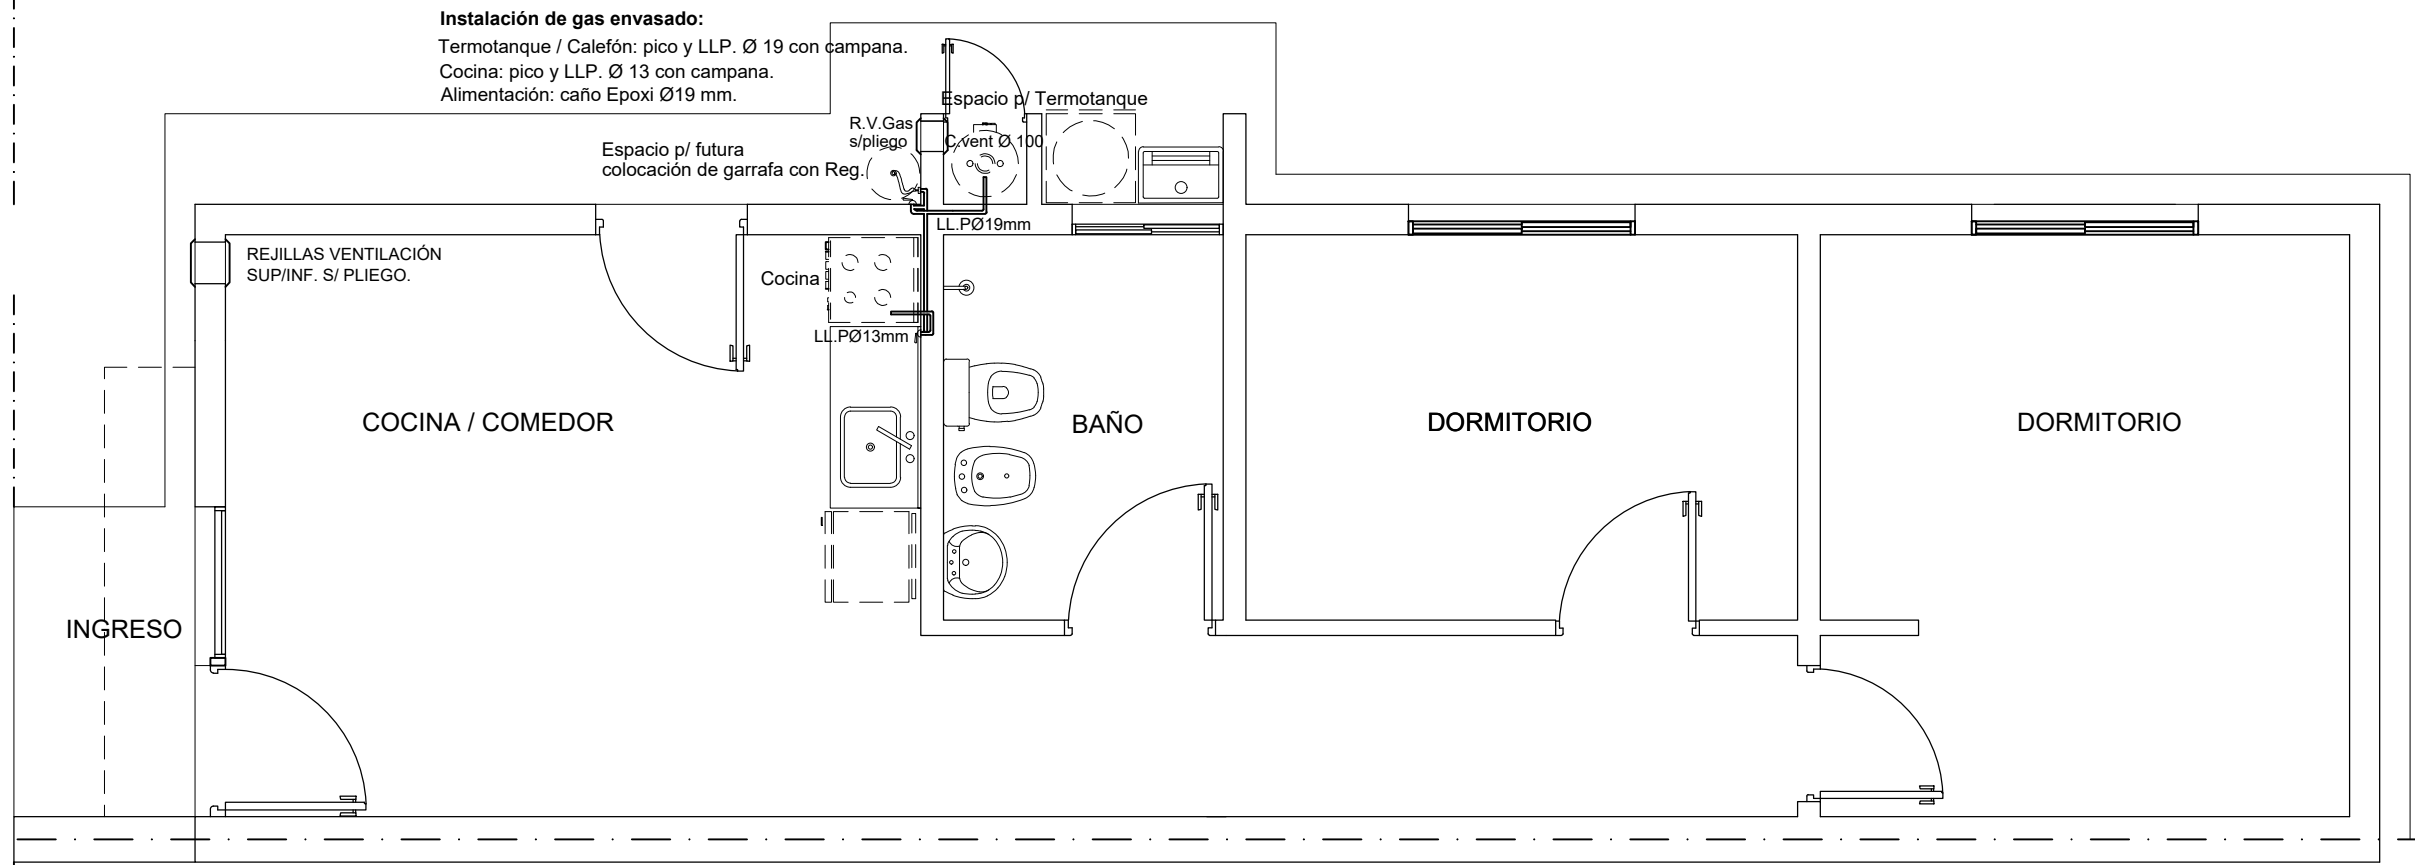 Instalación de gas envasado:
Termotanque / Calefón: pico y LLP. Ø 19 con campana.
Cocina: pico y LLP. Ø 13 con campana.
Alimentación: caño Epoxi Ø19 mm.
Espacio p/ Termotanque
R.V.Gas
s/pliego
C.vent Ø 100
Espacio p/ futura
colocación de garrafa con Reg.
LL.PØ19mm
REJILLAS VENTILACIÓN
SUP/INF. S/ PLIEGO.
Cocina
LL.PØ13mm
COCINA / COMEDOR
BAÑO
DORMITORIO
DORMITORIO
INGRESO